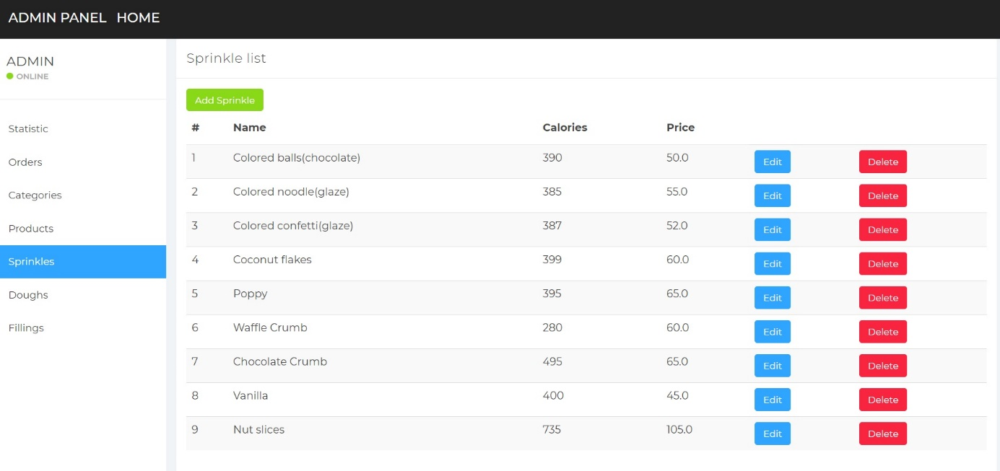 ADMIN PANEL HOME
ADMIN
ONLINE
Statistic
Orders
Categories
Products
Sprinkles
Doughs
Fillings
Sprinkle list
Add Sprinkle
# Name Calories Price
1 Colored balls(chocolate) 390 50.0 Edit Delete
2 Colored noodle(glaze) 385 55.0 Edit Delete
3 Colored confetti(glaze) 387 52.0 Edit Delete
4 Coconut flakes 399 60.0 Edit Delete
5 Poppy 395 65.0 Edit Delete
6 Waffle Crumb 280 60.0 Edit Delete
7 Chocolate Crumb 495 65.0 Edit Delete
8 Vanilla 400 45.0 Edit Delete
9 Nut slices 735 105.0 Edit Delete